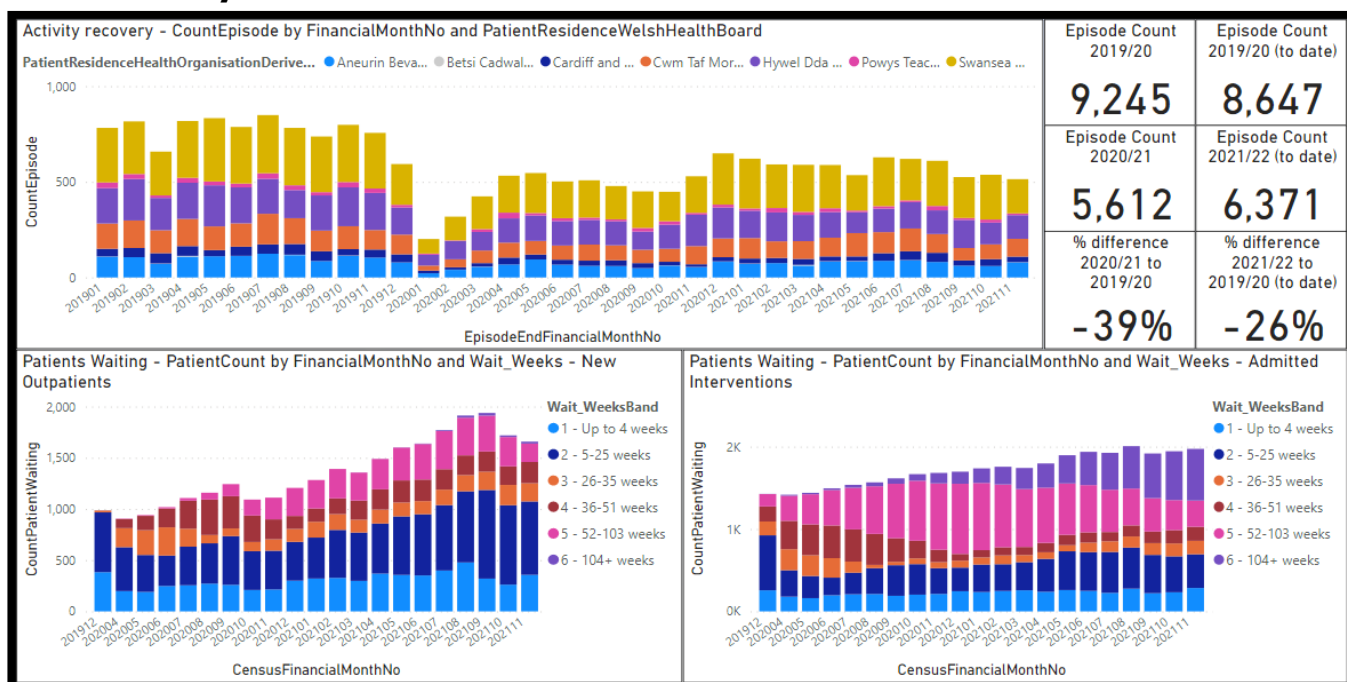 Activity recovery - CountEpisode by FinancialMonthNo and PatientResidenceWelshHealthBoard
PatientResidenceHealthOrganisationDerive... Aneurin Beva... Betsi Cadwal... Cardiff and ... Cwm Taf Mor... Hywel Dda ... Powys Teac... Swansea ...
1,000
500
0
CountEpisode
201901 201902 201903 201904 201905 201906 201907 201908 201909 201910 201911 201912 202001 202002 202003 202004 202005 202006 202007 202008 202009 202010 202011 202012 202101 202102 202103 202104 202105 202106 202107 202108 202109 202110 202111
EpisodeEndFinancialMonthNo
Episode Count
2019/20
9,245
Episode Count
2019/20 (to date)
8,647
Episode Count
2020/21
5,612
Episode Count
2021/22 (to date)
6,371
% difference
2020/21 to
2019/20
-39%
% difference
2021/22 to
2019/20 (to date)
-26%
Patients Waiting - PatientCount by FinancialMonthNo and Wait_Weeks - New
Outpatients
2,000
1,500
1,000
500
0
CountPatientWaiting
201912 202004 202005 202006 202007 202008 202009 202010 202011 202012 202101 202102 202103 202104 202105 202106 202107 202108 202109 202110 202111
CensusFinancialMonthNo
Wait_WeeksBand
1 - Up to 4 weeks
2 - 5-25 weeks
3 - 26-35 weeks
4 - 36-51 weeks
5 - 52-103 weeks
6 - 104+ weeks
Patients Waiting - PatientCount by FinancialMonthNo and Wait_Weeks - Admitted
Interventions
2K
1K
0K
CountPatientWaiting
201912 202004 202005 202006 202007 202008 202009 202010 202011 202012 202101 202102 202103 202104 202105 202106 202107 202108 202109 202110 202111
CensusFinancialMonthNo
Wait_WeeksBand
1 - Up to 4 weeks
2 - 5-25 weeks
3 - 26-35 weeks
4 - 36-51 weeks
5 - 52-103 weeks
6 - 104+ weeks